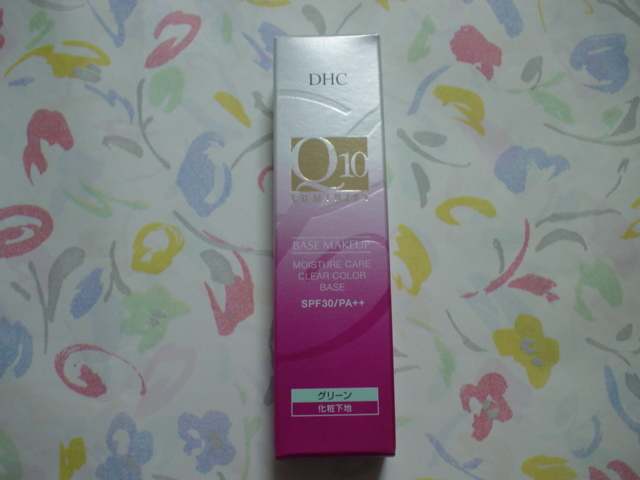 DHC
Q10
LUMINIST
BASE MAKEUP
MOISTURE CARE
CLEAR COLOR
BASE
SPF30/PA++
グリーン
化粧下地